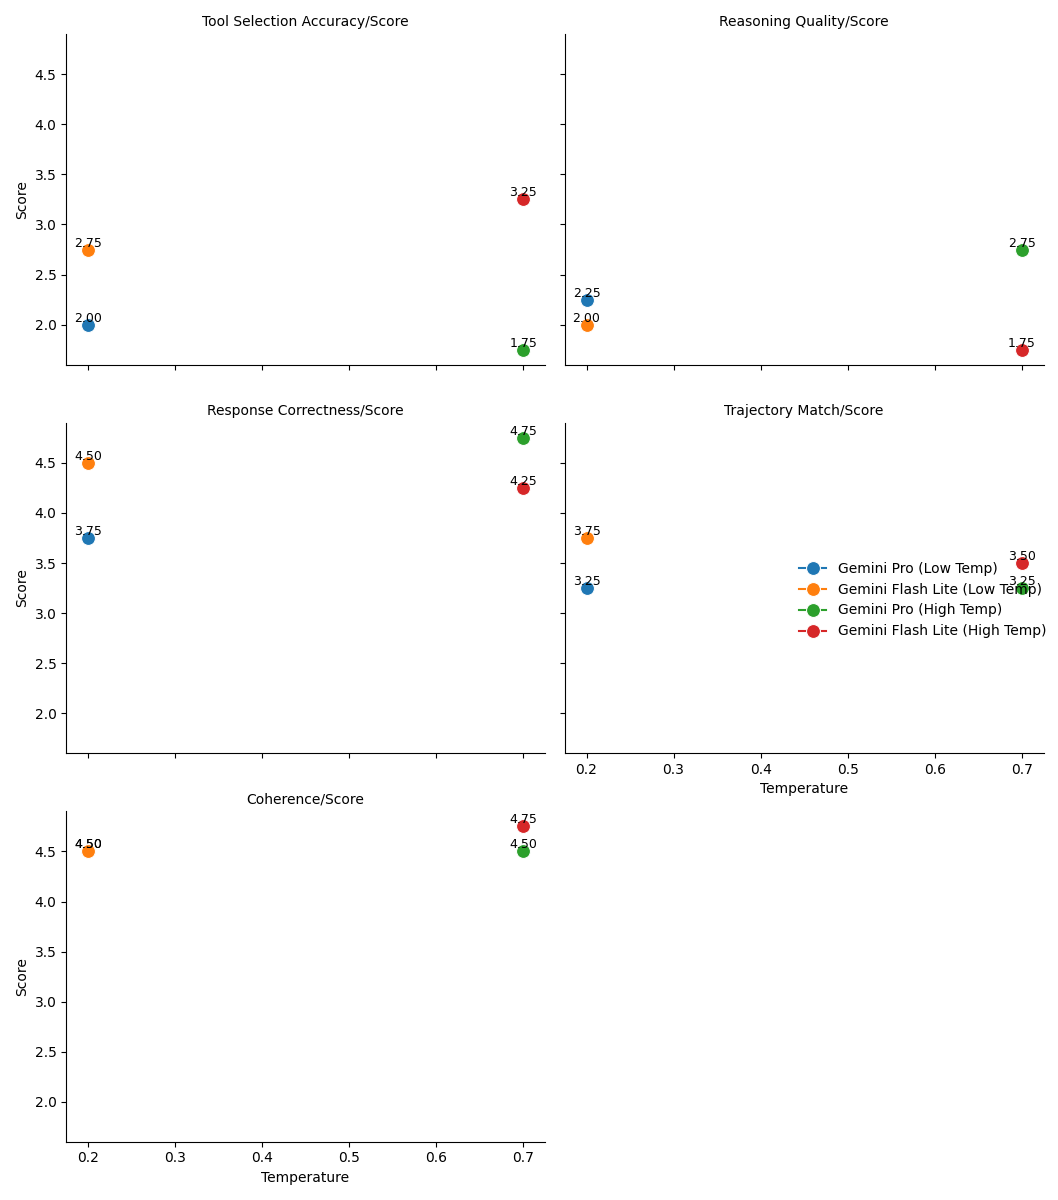 Tool Selection Accuracy/Score
Reasoning Quality/Score
4.5
4.0
3.5
3.0
2.5
2.0
Score
2.75
2.00
3.25
1.75
2.25
2.00
2.75
1.75
Response Correctness/Score
Trajectory Match/Score
4.5
4.0
3.5
3.0
2.5
2.0
Score
4.50
3.75
4.75
4.25
3.75
3.25
3.50
3.25
Gemini Pro (Low Temp)
Gemini Flash Lite (Low Temp)
Gemini Pro (High Temp)
Gemini Flash Lite (High Temp)
0.2 0.3 0.4 0.5 0.6 0.7
Temperature
Coherence/Score
4.5
4.0
3.5
3.0
2.5
2.0
Score
4.50
4.50
4.75
4.50
0.2 0.3 0.4 0.5 0.6 0.7
Temperature